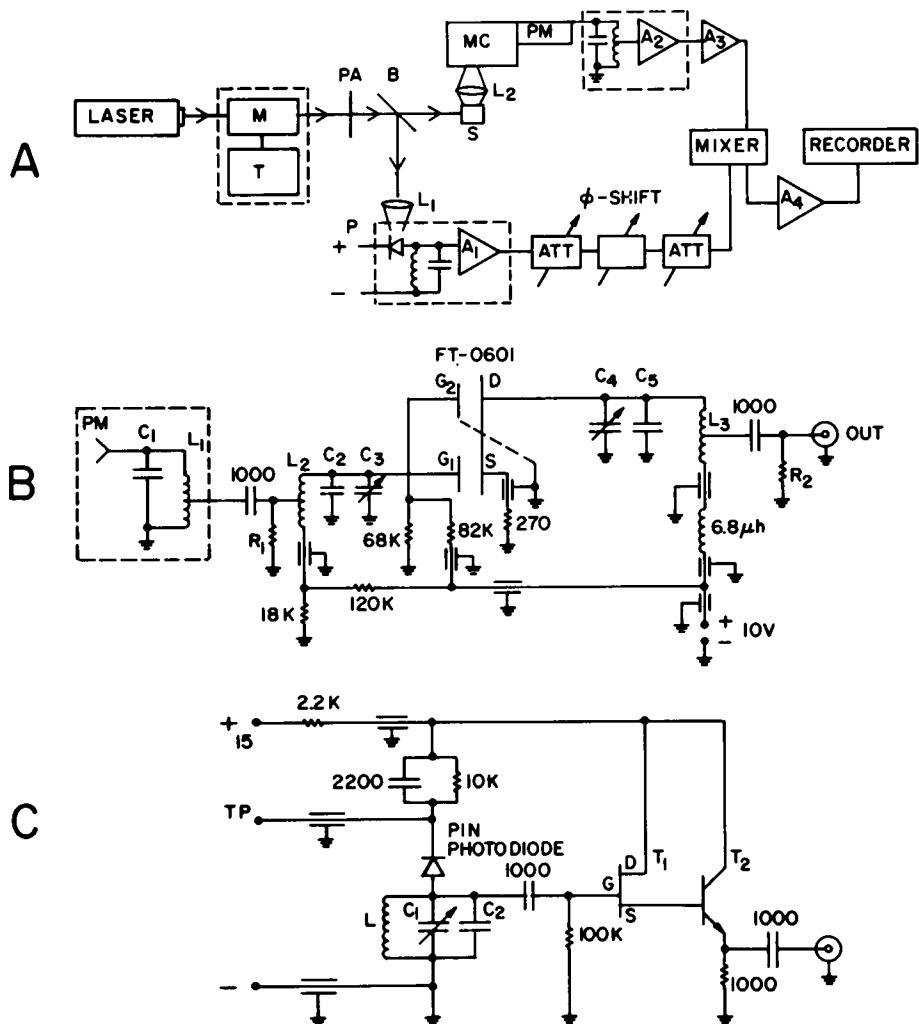 A
LASER
M
T
PA
B
MC
PM
L2
S
A2
A3
MIXER
RECORDER
A4
L1
P
+
−
A1
ATT
φ-SHIFT
ATT
B
PM
C1
L1
1000
R1
L2
C2
C3
18K
120K
68K
82K
FT-0601
G2
D
G1
S
270
C4
C5
L3
1000
OUT
R2
6.8μh
+
−
10V
C
+
15
2.2K
2200
10K
TP
PIN
PHOTODIODE
1000
L
C1
C2
−
100K
G
D
S
T1
T2
1000
1000